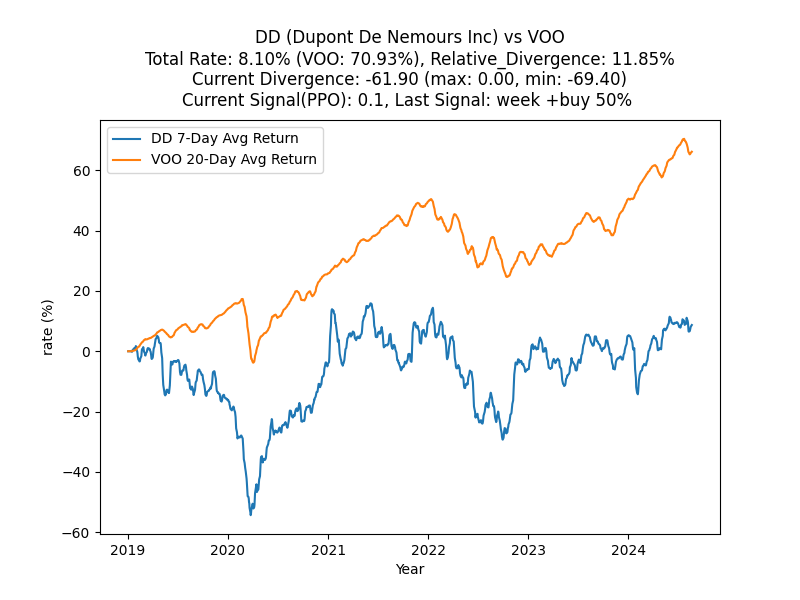 DD (Dupont De Nemours Inc) vs VOO
Total Rate: 8.10% (VOO: 70.93%), Relative_Divergence: 11.85%
Current Divergence: -61.90 (max: 0.00, min: -69.40)
Current Signal(PPO): 0.1, Last Signal: week +buy 50%
DD 7-Day Avg Return
VOO 20-Day Avg Return
60
40
20
0
−20
−40
−60
rate (%)
2019
2020
2021
2022
2023
2024
Year